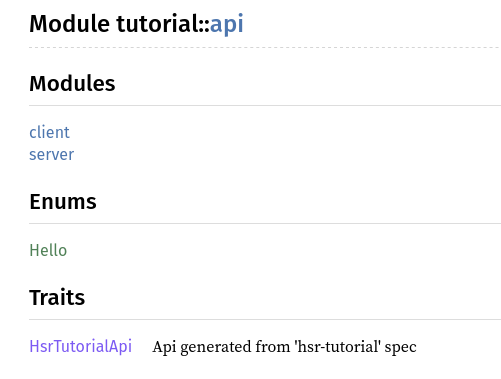 Module tutorial::api
Modules
client
server
Enums
Hello
Traits
HsrTutorialApi Api generated from 'hsr-tutorial' spec